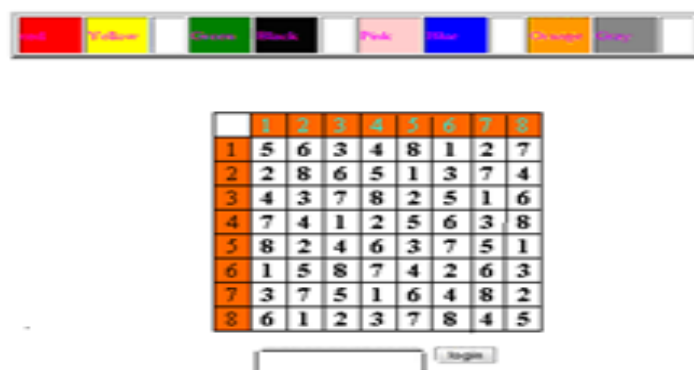 red Yellow Green Black Pink Blue Orange Gray
1 2 3 4 5 6 7 8
1 5 6 3 4 8 1 2 7
2 2 8 6 5 1 3 7 4
3 4 3 7 8 2 5 1 6
4 7 4 1 2 5 6 3 8
5 8 2 4 6 3 7 5 1
6 1 5 8 7 4 2 6 3
7 3 7 5 1 6 4 8 2
8 6 1 2 3 7 8 4 5
login